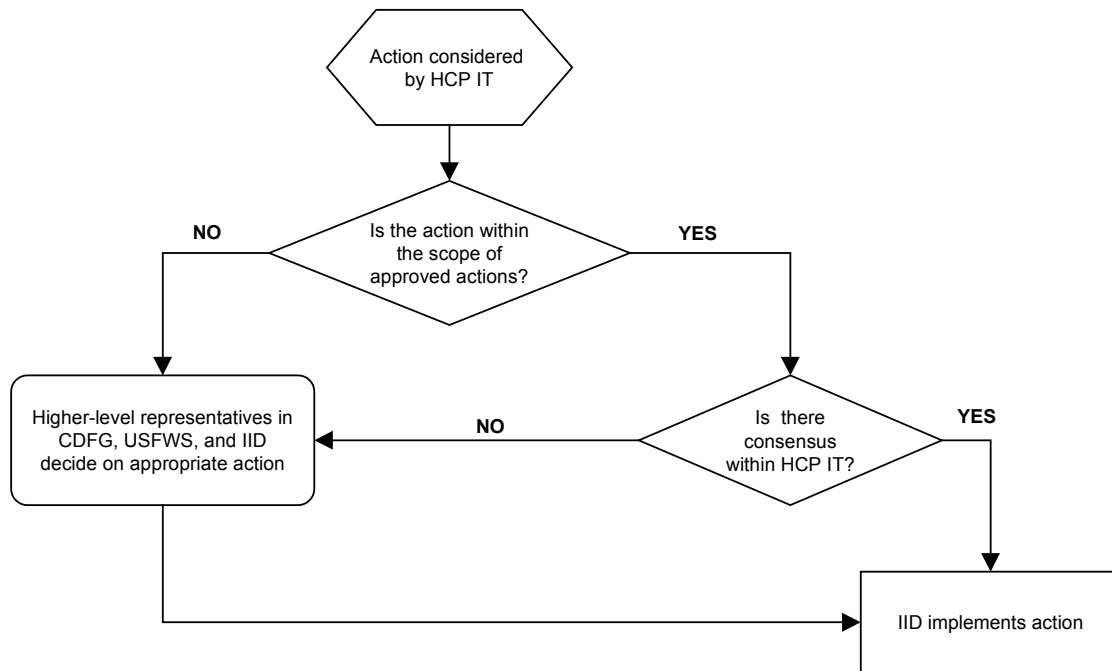 Action considered
by HCP IT
Is the action within
the scope of
approved actions?
NO
YES
Higher-level representatives in
CDFG, USFWS, and IID
decide on appropriate action
Is there
consensus
within HCP IT?
NO
YES
IID implements action